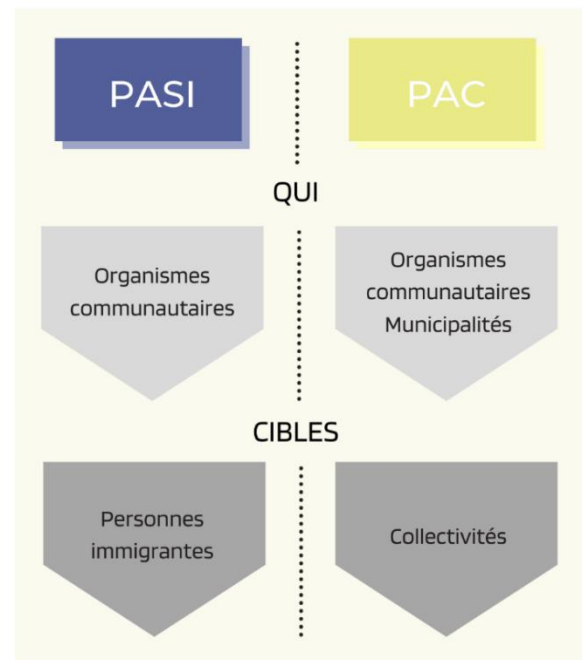 PASI
PAC
QUI
Organismes
communautaires
Organismes
communautaires
Municipalités
CIBLES
Personnes
immigrantes
Collectivités